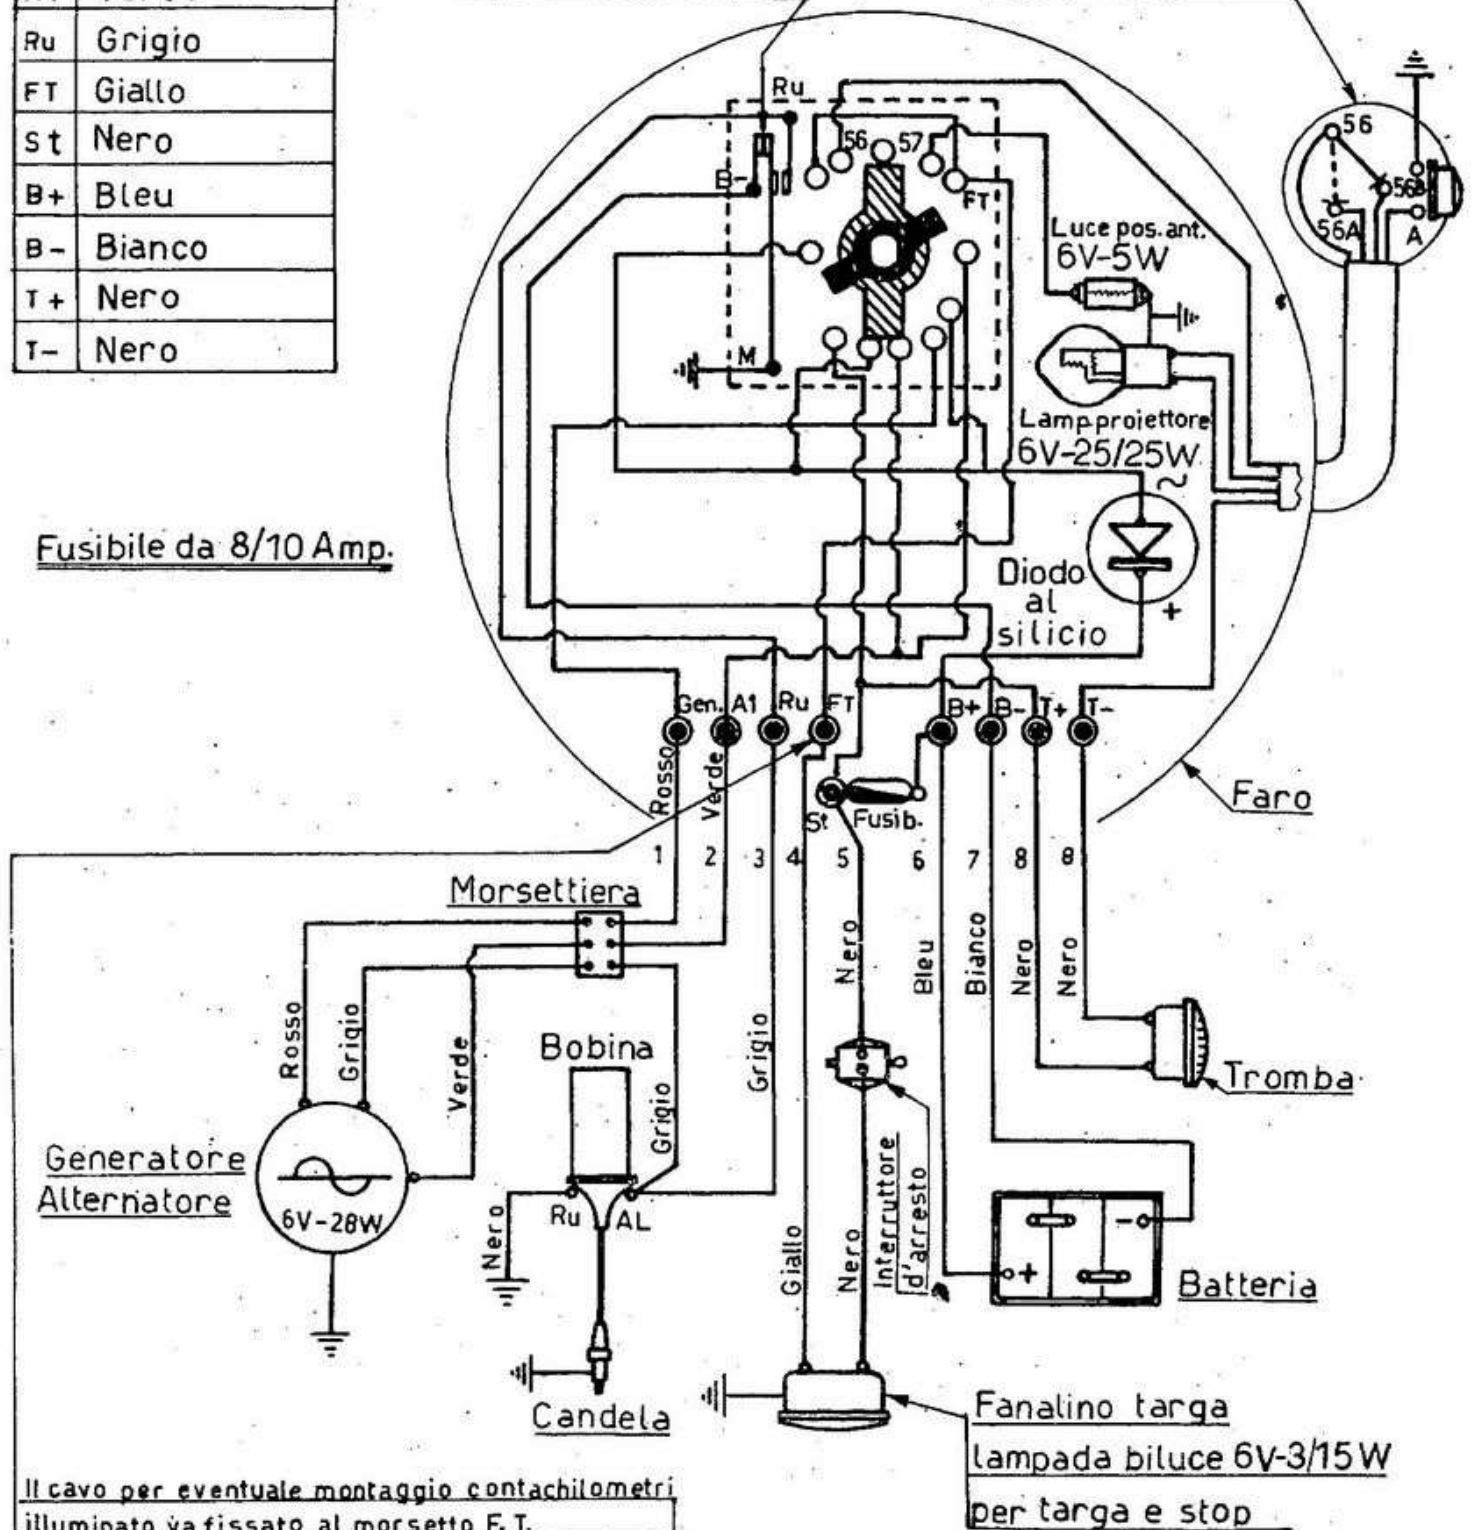 Ru Grigio
FT Giallo
St Nero
B+ Bleu
B- Bianco
T+ Nero
T- Nero
Fusibile da 8/10 Amp.
Ru
56
57
B-
FT
M
Luce pos. ant.
6V-5W
Lamp. proiettore
6V-25/25W
~
56
56B
56A
A
Diodo
al
silicio
+
Gen. A1 Ru FT B+ B- T+ T-
Rosso
Verde
St Fusib.
Faro
1 2 3 4 5 6 7 8 8
Morsettiera
Nero
Bleu
Bianco
Nero
Nero
Rosso
Grigio
Verde
Bobina
Grigio
Grigio
Tromba
Generatore
Alternatore
6V-28W
Nero
Ru AL
Giallo
Nero
Interruttore
d'arresto
+
-
Batteria
Candela
Fanalino targa
lampada biluce 6V-3/15W
per targa e stop
Il cavo per eventuale montaggio contachilometri
illuminato va fissato al morsetto F.T.